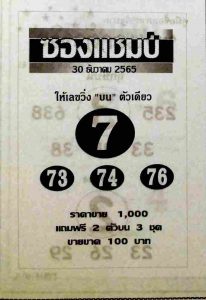 ซองแชมป์
30 ธันวาคม 2565
ให้เลขวิ่ง "บน" ตัวเดียว
7
73 74 76
ราคาขาย 1,000
แถมฟรี 2 ตัวบน 3 ชุด
ขายขาด 100 บาท